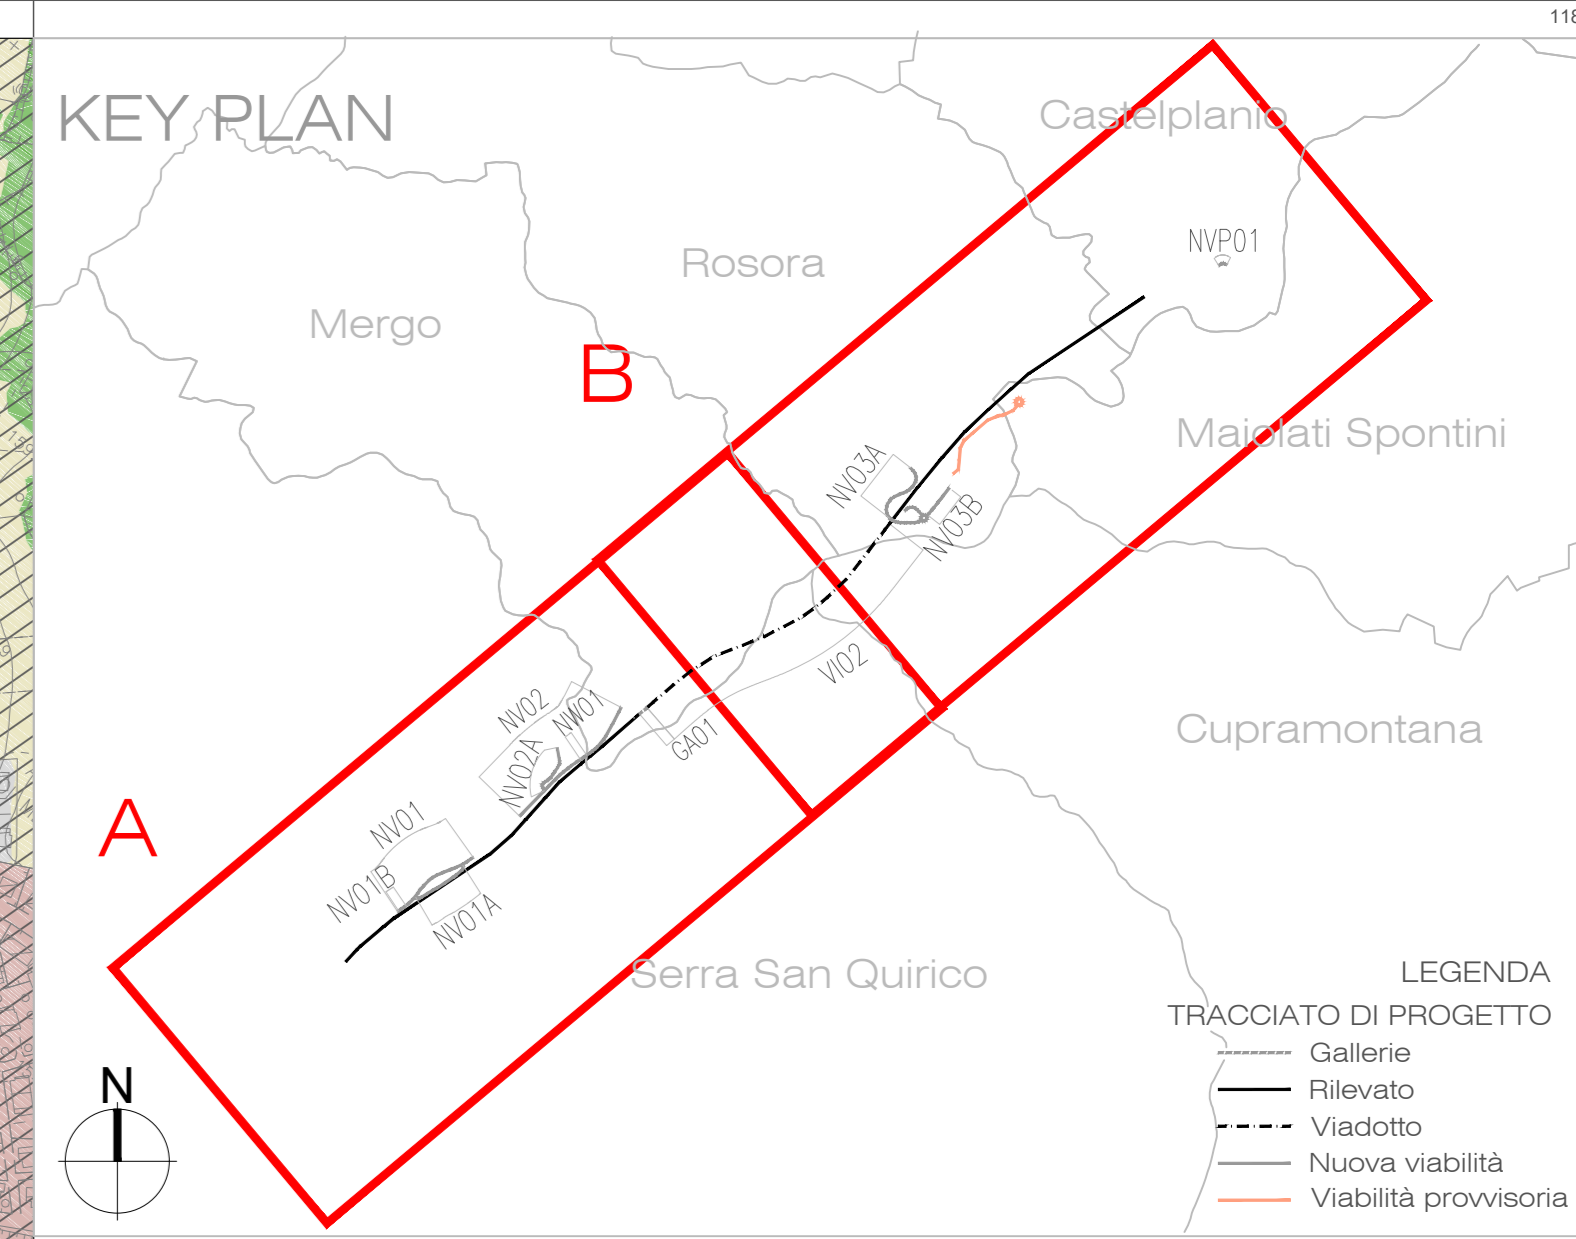 118
KEY PLAN
Castelplanio
NVP01
Rosora
Mergo
B
Maiolati Spontini
NV03A
NV03B
VI02
NV02
NW01
GA01
NV02A
Cupramontana
A
NV01
NV01B
NV01A
Serra San Quirico
LEGENDA
TRACCIATO DI PROGETTO
Gallerie
Rilevato
Viadotto
Nuova viabilità
Viabilità provvisoria
N